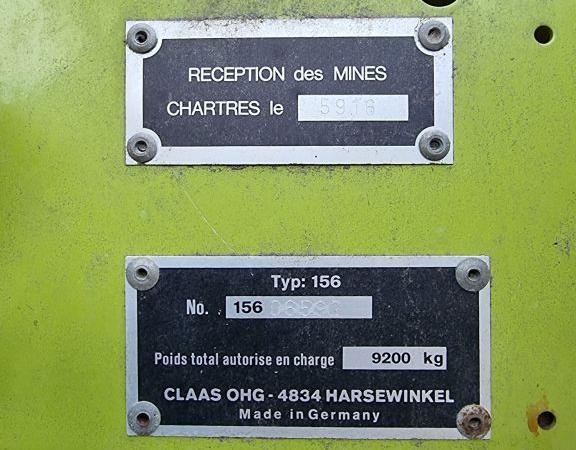 RECEPTION des MINES
CHARTRES le
Typ: 156
No. 156
Poids total autorise en charge 9200 kg
CLAAS OHG - 4834 HARSEWINKEL
Made in Germany